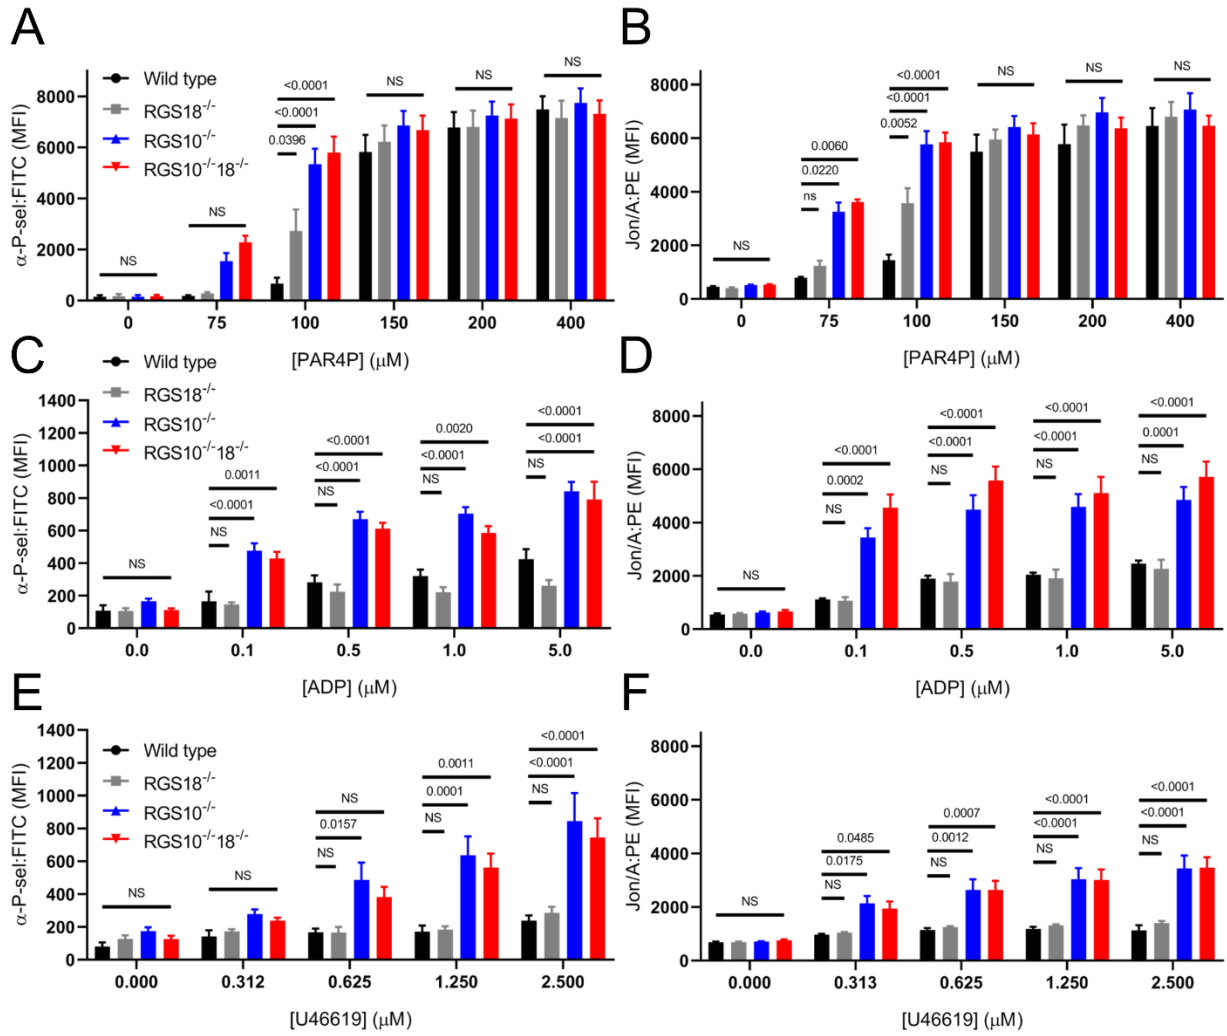 A
α-P-sel:FITC (MFI)
8000
6000
4000
2000
0
Wild type
RGS18-/-
RGS10-/-
RGS10-/-18-/-
NS
NS
0.0396
<0.0001
<0.0001
NS
NS
NS
0 75 100 150 200 400
[PAR4P] (μM)
B
Jon/A:PE (MFI)
8000
6000
4000
2000
0
NS
ns
0.0220
0.0060
0.0052
<0.0001
<0.0001
NS
NS
NS
0 75 100 150 200 400
[PAR4P] (μM)
C
α-P-sel:FITC (MFI)
1400
1200
1000
800
600
400
200
0
Wild type
RGS18-/-
RGS10-/-
RGS10-/-18-/-
NS
NS
<0.0001
0.0011
NS
<0.0001
<0.0001
NS
<0.0001
0.0020
NS
<0.0001
<0.0001
0.0 0.1 0.5 1.0 5.0
[ADP] (μM)
D
Jon/A:PE (MFI)
8000
6000
4000
2000
0
NS
NS
0.0002
<0.0001
NS
<0.0001
<0.0001
NS
<0.0001
<0.0001
NS
0.0001
<0.0001
0.0 0.1 0.5 1.0 5.0
[ADP] (μM)
E
α-P-sel:FITC (MFI)
1400
1200
1000
800
600
400
200
0
Wild type
RGS18-/-
RGS10-/-
RGS10-/-18-/-
NS
NS
NS
0.0157
NS
NS
0.0001
0.0011
NS
<0.0001
<0.0001
0.000 0.312 0.625 1.250 2.500
[U46619] (μM)
F
Jon/A:PE (MFI)
8000
6000
4000
2000
0
NS
NS
0.0175
0.0485
NS
0.0012
0.0007
NS
<0.0001
<0.0001
NS
<0.0001
<0.0001
0.000 0.313 0.625 1.250 2.500
[U46619] (μM)